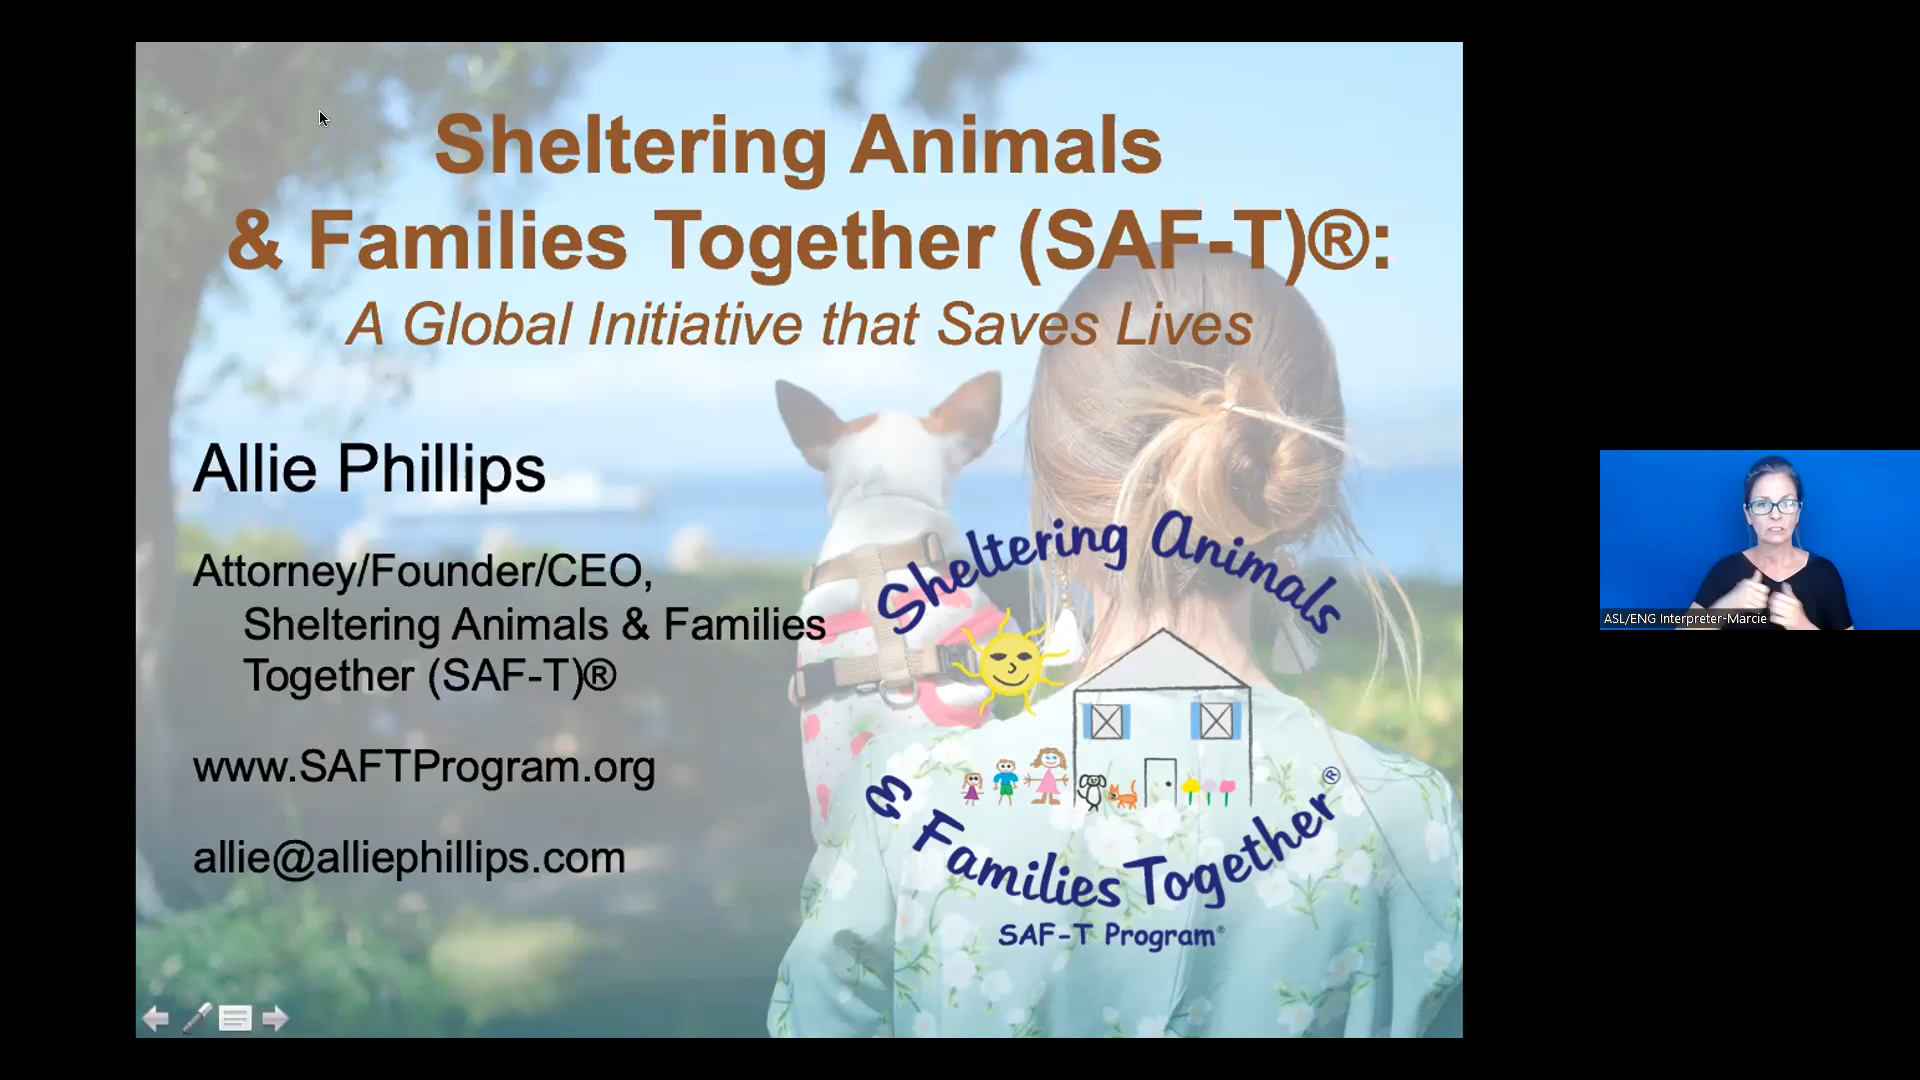 Sheltering Animals
& Families Together (SAF-T)®:
A Global Initiative that Saves Lives
Allie Phillips
Attorney/Founder/CEO,
Sheltering Animals & Families
Together (SAF-T)®
www.SAFTProgram.org
allie@alliephillips.com
Sheltering Animals
& Families Together®
SAF-T Program®
ASL/ENG Interpreter-Marcie